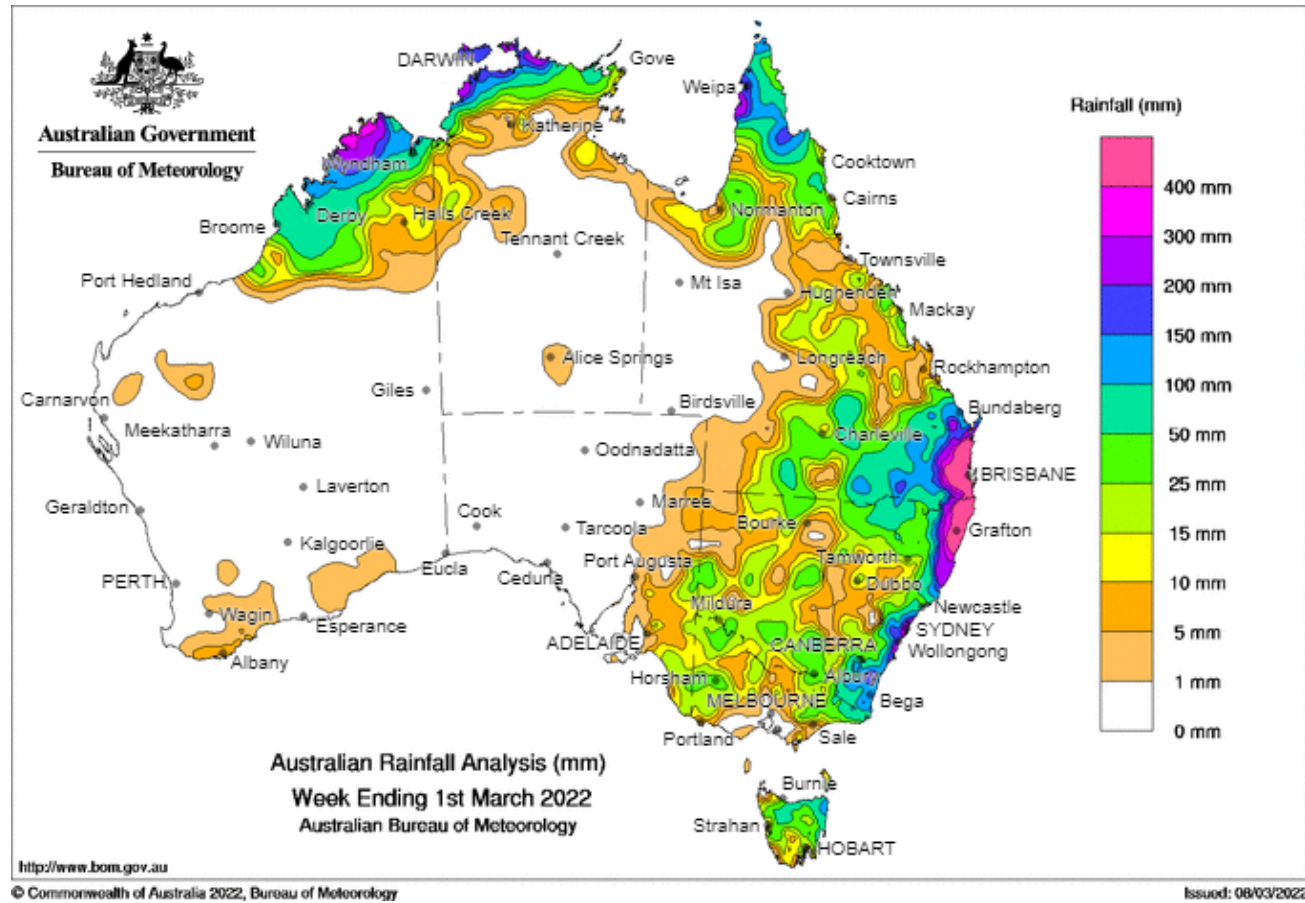 Australian Government
Bureau of Meteorology
DARWIN
Gove
Weipa
Katherine
Wyndham
Cooktown
Cairns
Broome
Derby
Halls Creek
Normanton
Tennant Creek
Townsville
Port Hedland
Mt Isa
Hughenden
Mackay
Alice Springs
Longreach
Rockhampton
Carnarvon
Giles
Birdsville
Bundaberg
Meekatharra
Wiluna
Oodnadatta
Charleville
BRISBANE
Laverton
Geraldton
Cook
Marree
Tarcoola
Bourke
Grafton
Kalgoorlie
Eucla
Ceduna
Port Augusta
Tamworth
Dubbo
PERTH
Wagin
Esperance
Mildura
Newcastle
SYDNEY
ADELAIDE
CANBERRA
Wollongong
Albany
Horsham
Albury
MELBOURNE
Bega
Portland
Sale
Burnie
Strahan
HOBART
Rainfall (mm)
400 mm
300 mm
200 mm
150 mm
100 mm
50 mm
25 mm
15 mm
10 mm
5 mm
1 mm
0 mm
Australian Rainfall Analysis (mm)
Week Ending 1st March 2022
Australian Bureau of Meteorology
http://www.bom.gov.au
© Commonwealth of Australia 2022, Bureau of Meteorology
Issued: 08/03/2022